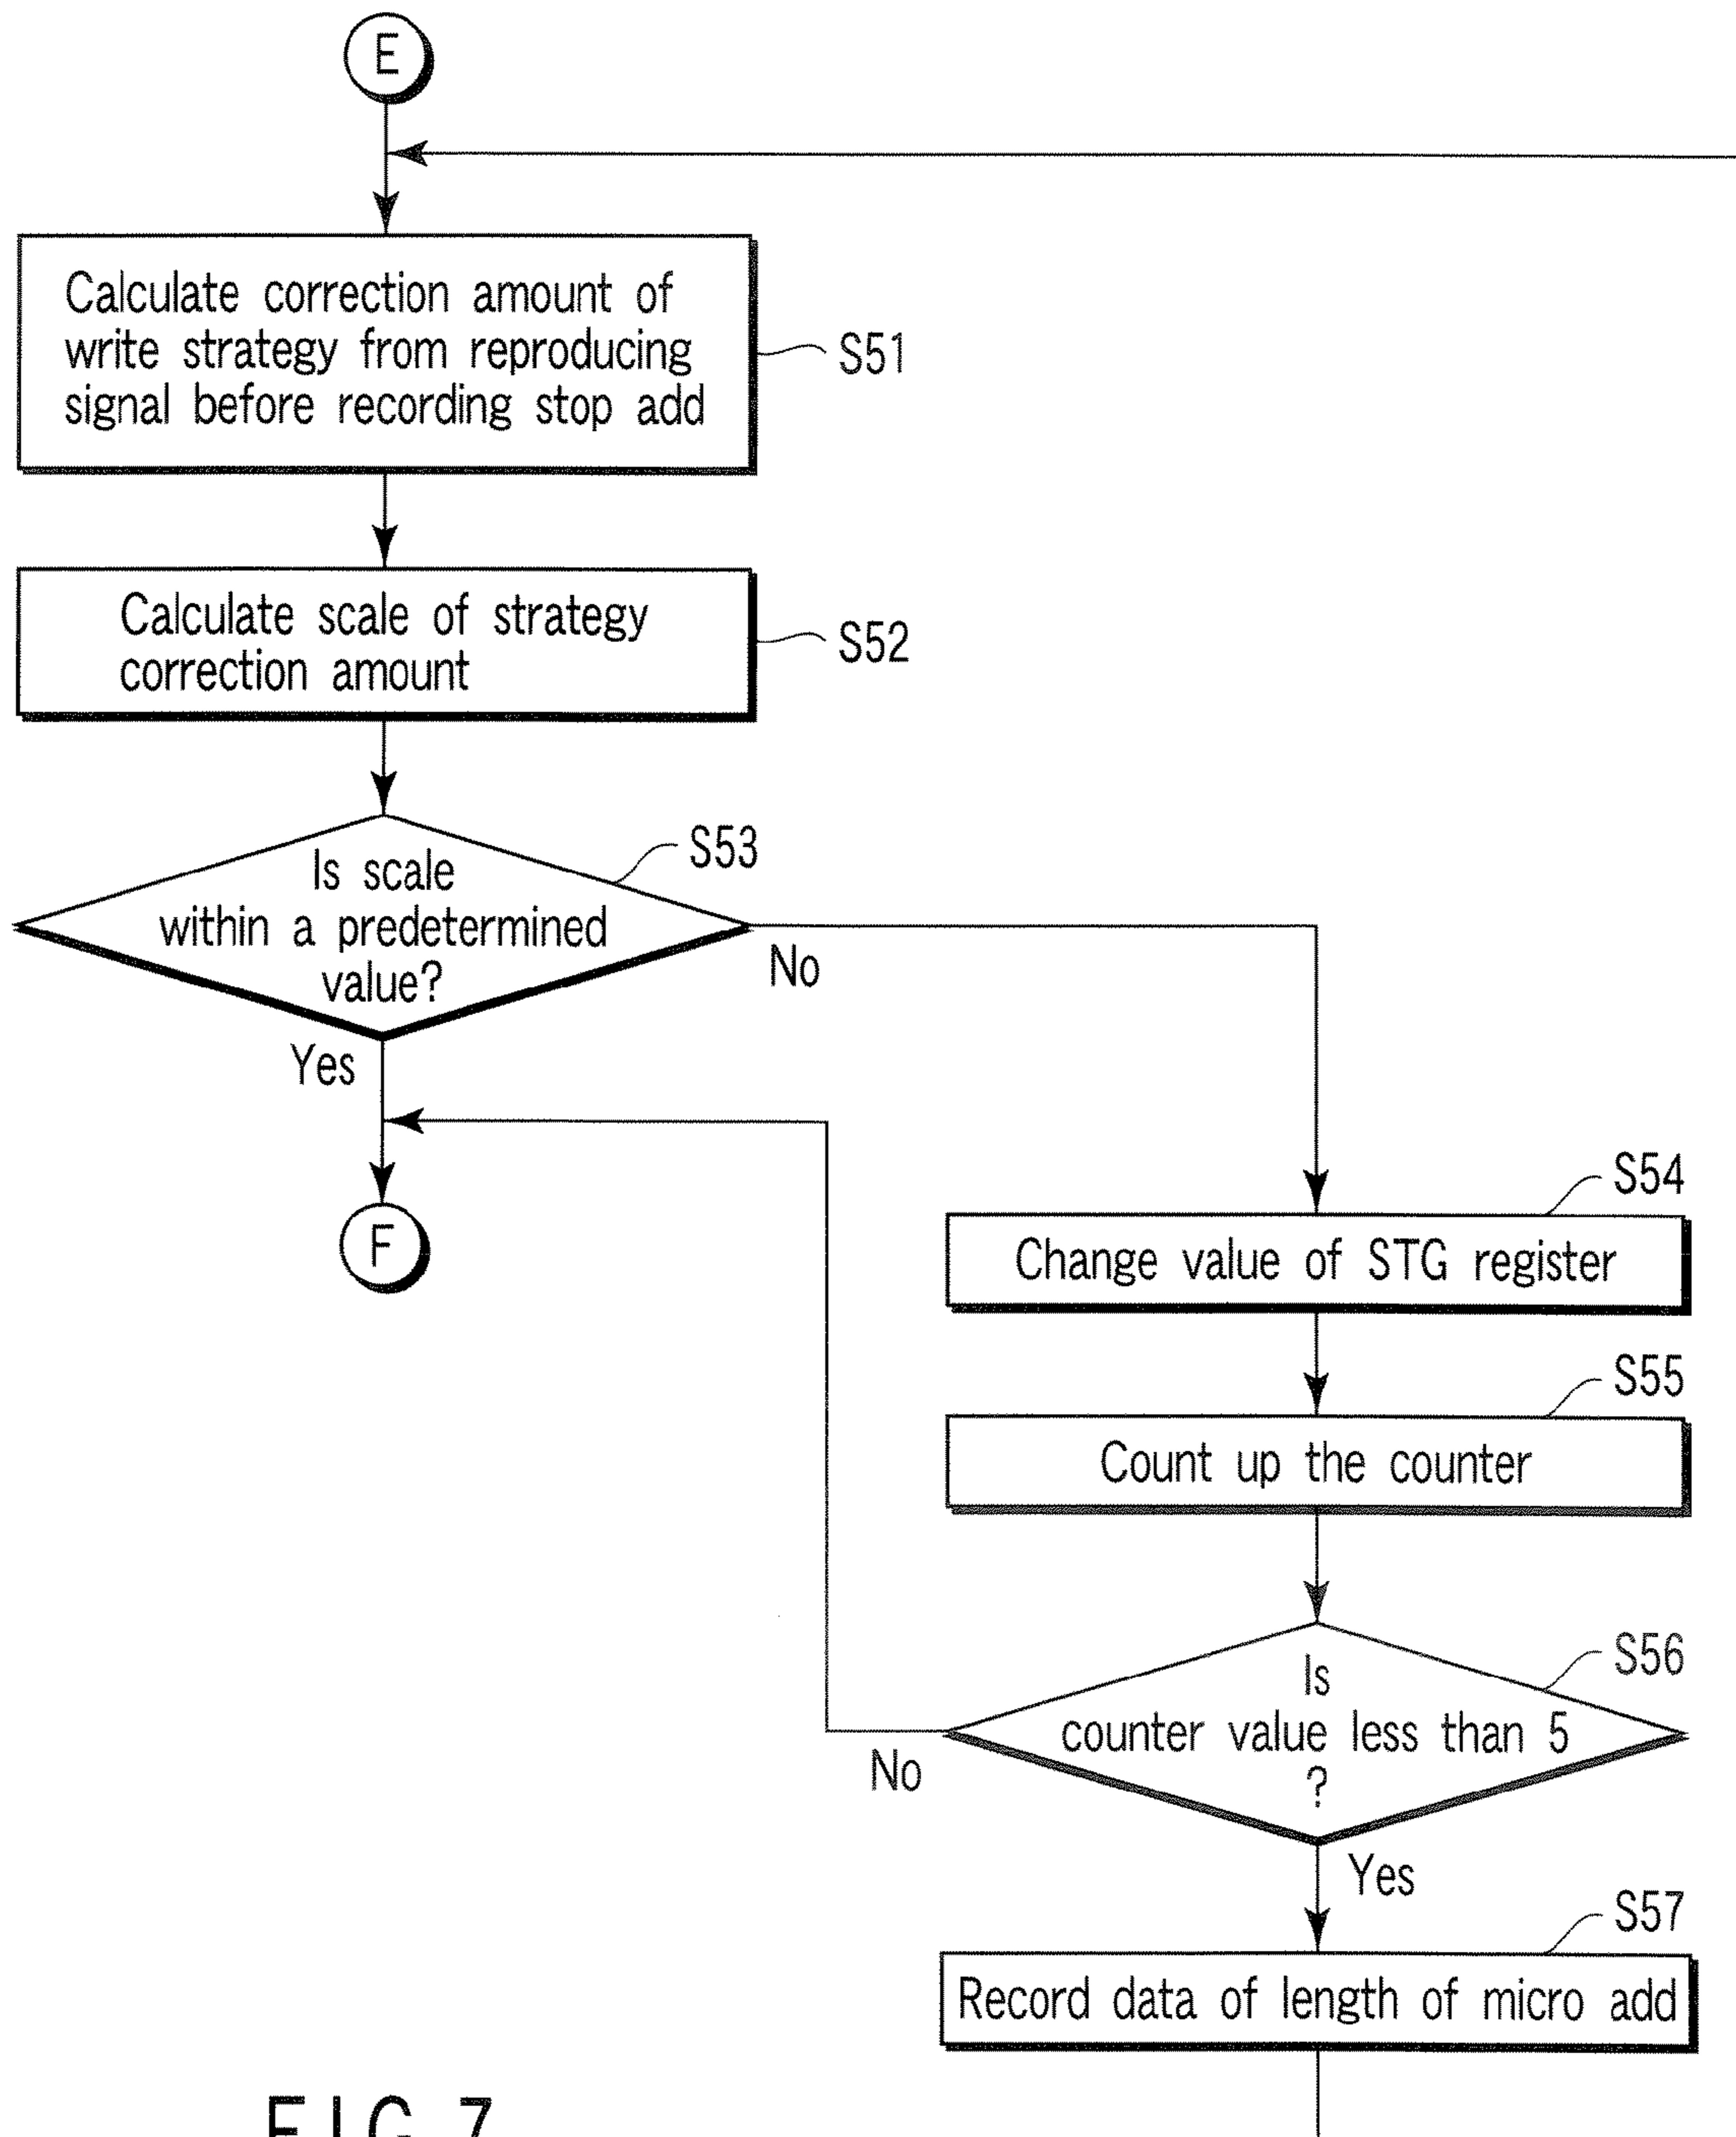 E
Calculate correction amount of
write strategy from reproducing
signal before recording stop add
S51
Calculate scale of strategy
correction amount
S52
S53
Is scale
within a predetermined
value?
No
Yes
F
S54
Change value of STG register
S55
Count up the counter
S56
Is
counter value less than 5
?
No
Yes
S57
Record data of length of micro add
FIG. 7